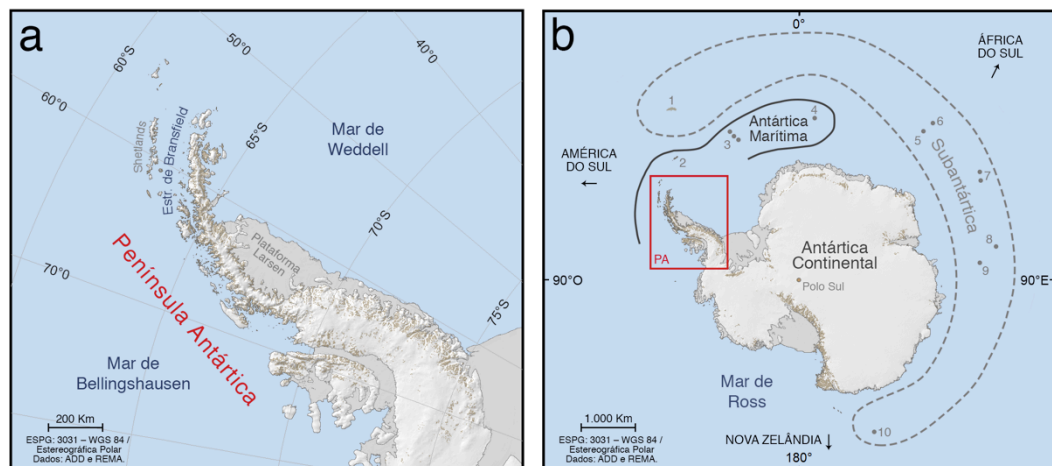 a
60°S
50°0
40°0
60°0
Shetlands
Estr. de Bransfield
65°S
Mar de
Weddell
70°S
Plataforma
Larsen
75°S
70°0
Península Antártica
Mar de
Bellingshausen
200 Km
ESPG: 3031 – WGS 84 /
Estereográfica Polar
Dados: ADD e REMA.
b
0°
ÁFRICA
DO SUL
1
4
Antártica
Marítima
3
2
5
6
7
8
9
Subantártica
AMÉRICA
DO SUL
PA
Antártica
Continental
Polo Sul
90°O
90°E
Mar de
Ross
10
1.000 Km
ESPG: 3031 – WGS 84 /
Estereográfica Polar
Dados: ADD e REMA.
NOVA ZELÂNDIA
180°